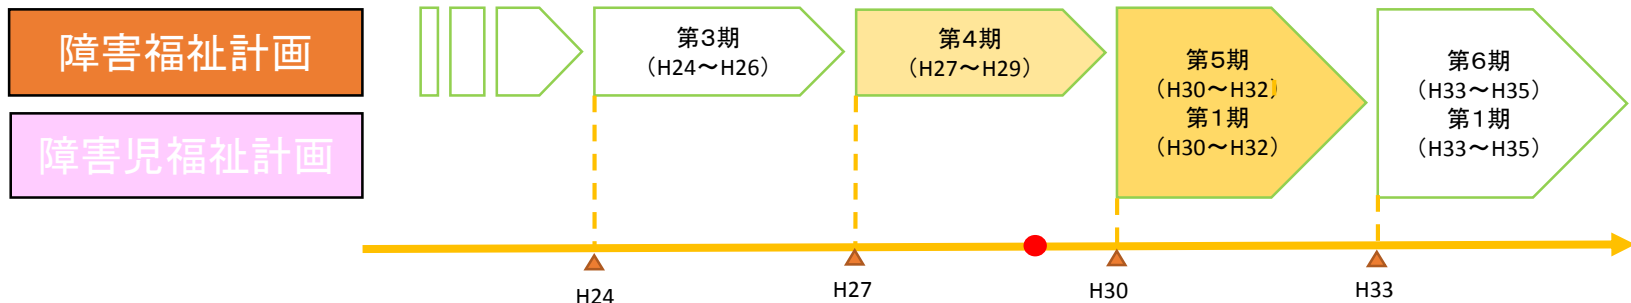 障害福祉計画
障害児福祉計画
第3期
（H24～H26）
第4期
（H27～H29）
第5期
（H30～H32）
第1期
（H30～H32）
第6期
（H33～H35）
第1期
（H33～H35）
H24
H27
H30
H33